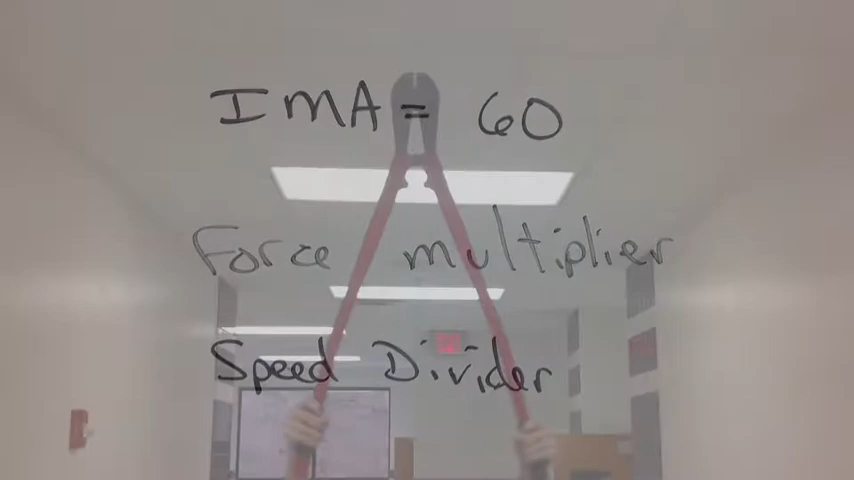 IMA = 60
Force multiplier
Speed Divider